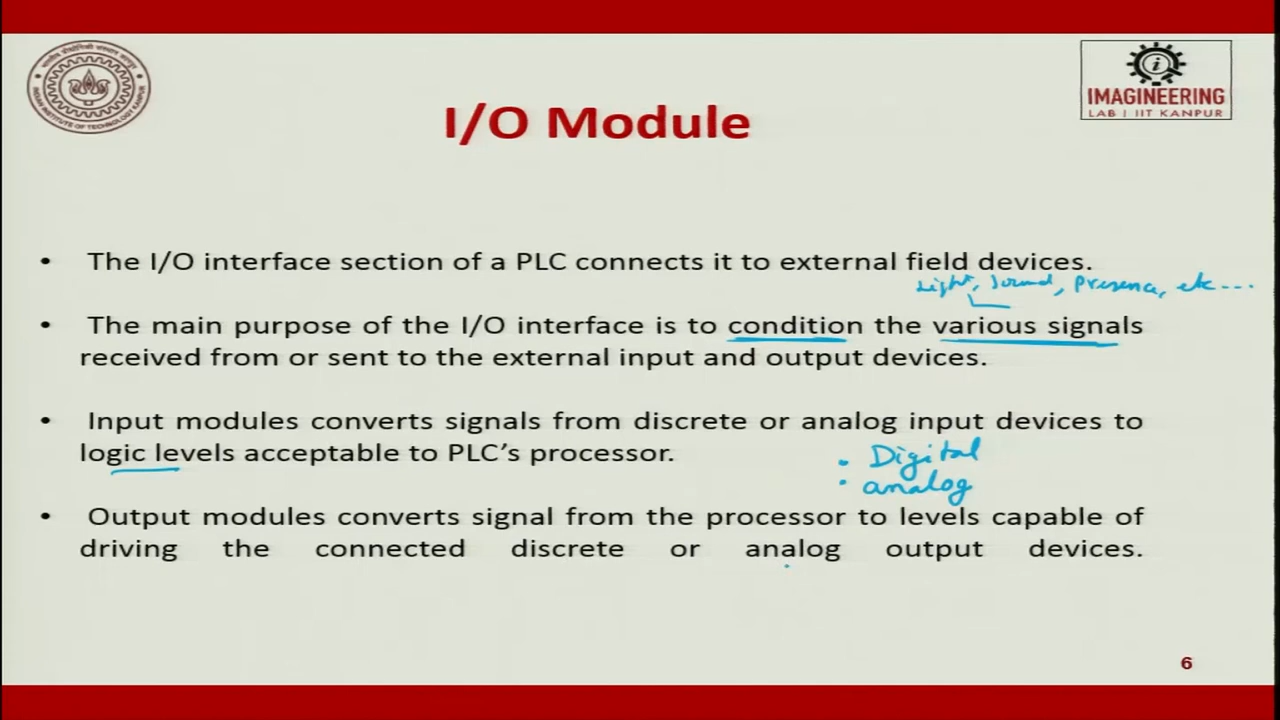 IMAGINEERING
LAB | IIT KANPUR
I/O Module
• The I/O interface section of a PLC connects it to external field devices.
Light, Sound, Presence, etc...
• The main purpose of the I/O interface is to condition the various signals
received from or sent to the external input and output devices.
• Input modules converts signals from discrete or analog input devices to
logic levels acceptable to PLC’s processor.
• Digital
• analog
• Output modules converts signal from the processor to levels capable of
driving the connected discrete or analog output devices.
6